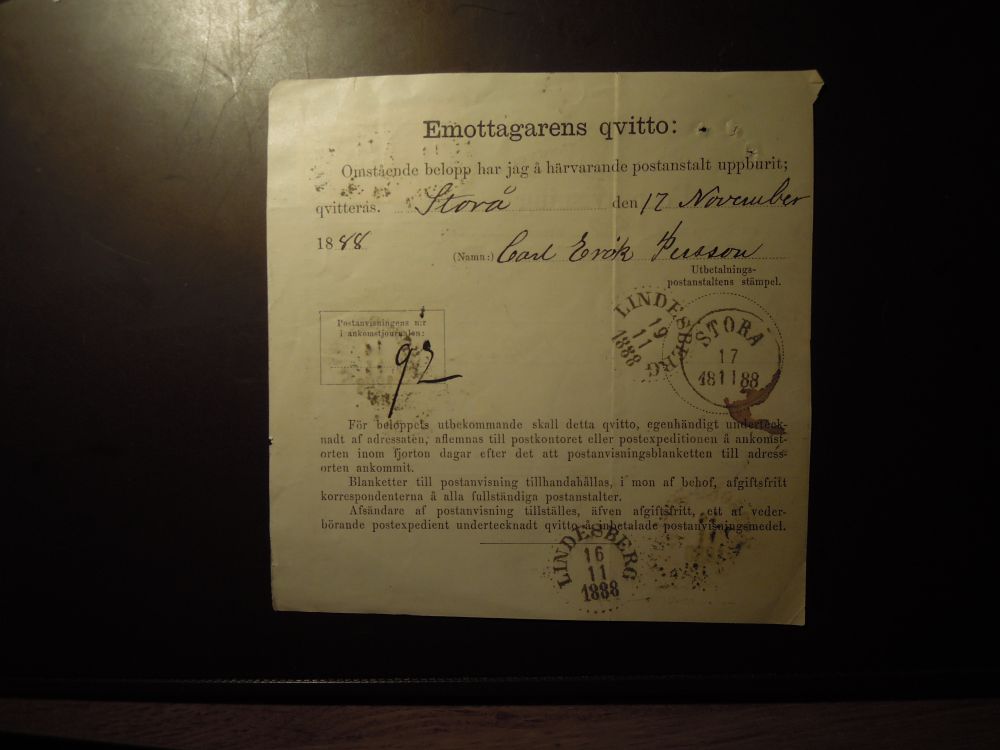 Emottagarens qvitto:
Omstående belopp har jag å härvarande postanstalt uppburit;
qvitteras. Storå den 17 November
1888
(Namn:) Carl Erik Persson
Utbetalnings-
postanstaltens stämpel.
Postanvisningens n:r
i ankomstjournalen:
92
LINDESBERG
19
11
1888
STORÅ
17
1811 88
För beloppets utbekommande skall detta qvitto, egenhändigt underteck-
nadt af adressaten, aflemnas till postkontoret eller postexpeditionen å ankomst-
orten inom fjorton dagar efter det att postanvisningsblanketten till adress-
orten ankommit.
Blanketter till postanvisning tillhandahållas, i mon af behof, afgiftsfritt
korrespondenterna å alla fullständiga postanstalter.
Afsändare af postanvisning tillställes, äfven afgiftsfritt, ett af veder-
börande postexpedient undertecknadt qvitto å inbetalade postanvisningsmedel.
LINDESBERG
16
11
1888